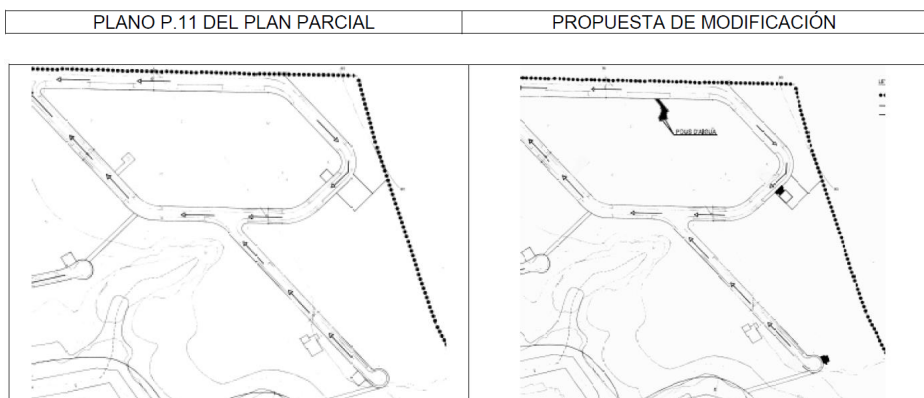 PLANO P.11 DEL PLAN PARCIAL
PROPUESTA DE MODIFICACIÓN
POUS D'AIGUA